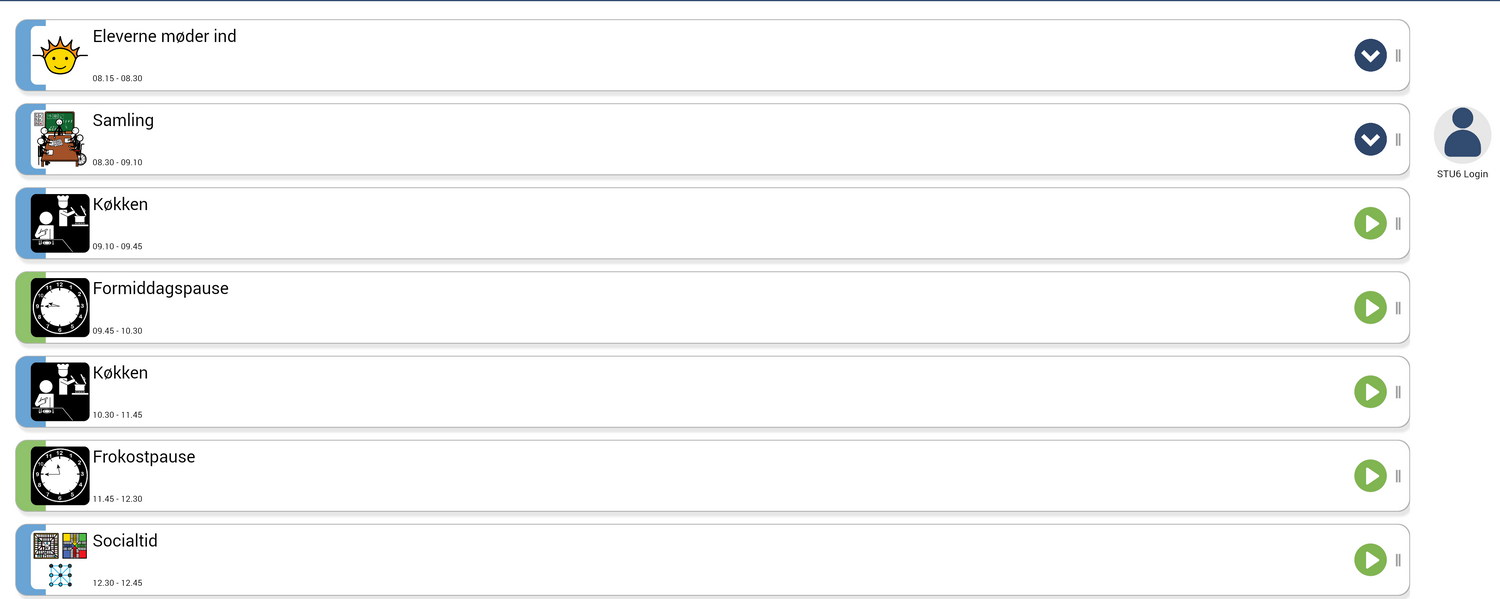 Eleverne møder ind
08.15 - 08.30
Samling
08.30 - 09.10
STU6 Login
Køkken
09.10 - 09.45
Formiddagspause
09.45 - 10.30
Køkken
10.30 - 11.45
Frokostpause
11.45 - 12.30
Socialtid
12.30 - 12.45